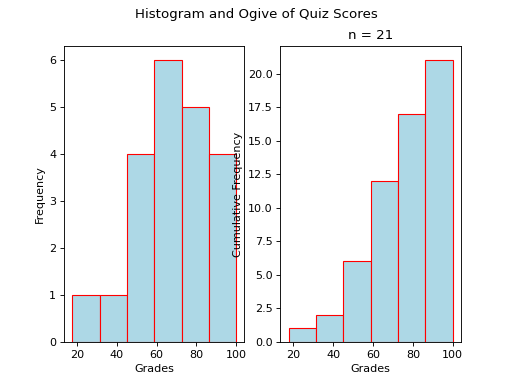 Histogram and Ogive of Quiz Scores
n = 21
6
5
4
3
2
1
0
Frequency
20 40 60 80 100
Grades
20.0
17.5
15.0
12.5
10.0
7.5
5.0
2.5
0.0
Cumulative Frequency
20 40 60 80 100
Grades